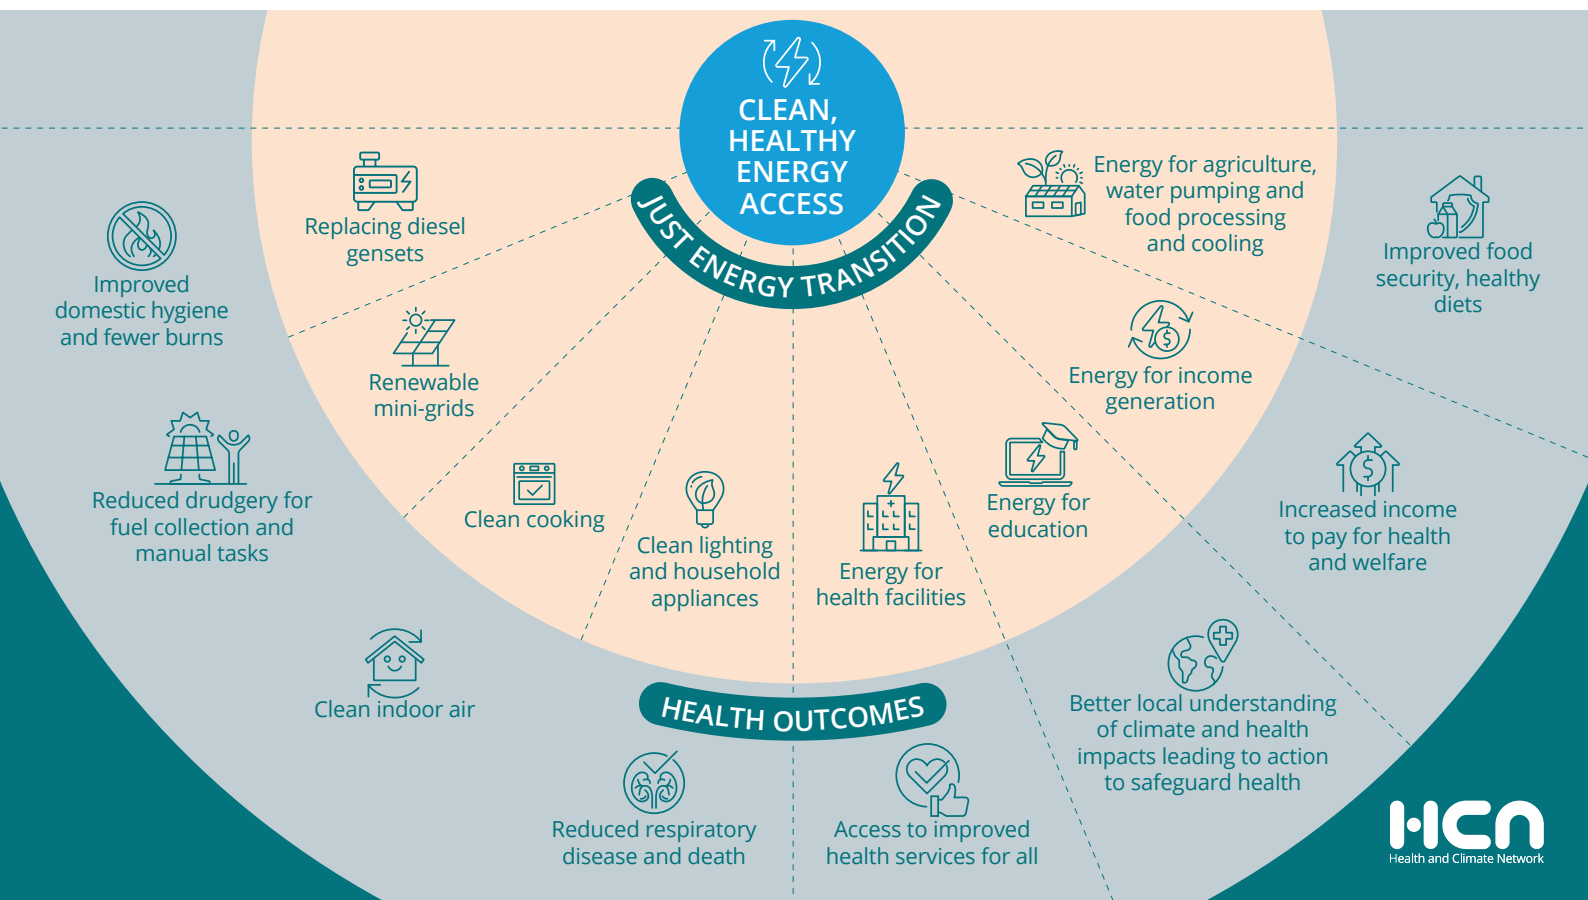 CLEAN,
HEALTHY
ENERGY
ACCESS
JUST ENERGY TRANSITION
Replacing diesel
gensets
Renewable
mini-grids
Clean cooking
Clean lighting
and household
appliances
Energy for
health facilities
Energy for
education
Energy for income
generation
Energy for agriculture,
water pumping and
food processing
and cooling
HEALTH OUTCOMES
Improved
domestic hygiene
and fewer burns
Reduced drudgery for
fuel collection and
manual tasks
Clean indoor air
Reduced respiratory
disease and death
Access to improved
health services for all
Better local understanding
of climate and health
impacts leading to action
to safeguard health
Increased income
to pay for health
and welfare
Improved food
security, healthy
diets
HCN
Health and Climate Network